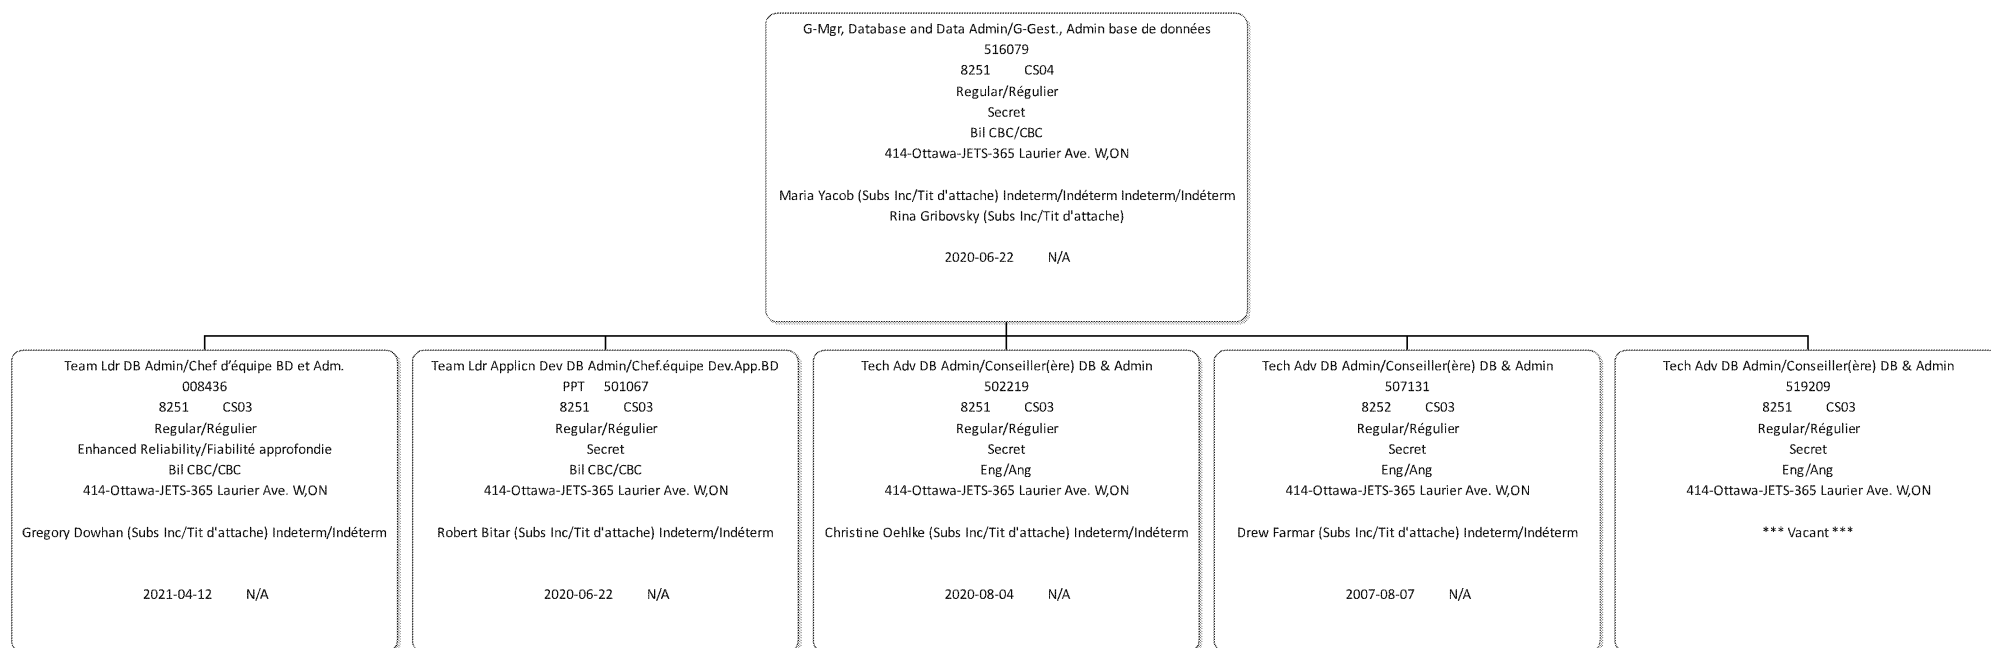 G-Mgr, Database and Data Admin/G-Gest., Admin base de données
516079
8251 CS04
Regular/Régulier
Secret
Bil CBC/CBC
414-Ottawa-JETS-365 Laurier Ave. W,ON
Maria Yacob (Subs Inc/Tit d'attache) Indeterm/Indéterm Indeterm/Indéterm
Rina Gribovsky (Subs Inc/Tit d'attache)
2020-06-22 N/A
Team Ldr DB Admin/Chef d’équipe BD et Adm.
008436
8251 CS03
Regular/Régulier
Enhanced Reliability/Fiabilité approfondie
Bil CBC/CBC
414-Ottawa-JETS-365 Laurier Ave. W,ON
Gregory Dowhan (Subs Inc/Tit d'attache) Indeterm/Indéterm
2021-04-12 N/A
Team Ldr Applicn Dev DB Admin/Chef.équipe Dev.App.BD
PPT 501067
8251 CS03
Regular/Régulier
Secret
Bil CBC/CBC
414-Ottawa-JETS-365 Laurier Ave. W,ON
Robert Bitar (Subs Inc/Tit d'attache) Indeterm/Indéterm
2020-06-22 N/A
Tech Adv DB Admin/Conseiller(ère) DB & Admin
502219
8251 CS03
Regular/Régulier
Secret
Eng/Ang
414-Ottawa-JETS-365 Laurier Ave. W,ON
Christine Oehlke (Subs Inc/Tit d'attache) Indeterm/Indéterm
2020-08-04 N/A
Tech Adv DB Admin/Conseiller(ère) DB & Admin
507131
8252 CS03
Regular/Régulier
Secret
Eng/Ang
414-Ottawa-JETS-365 Laurier Ave. W,ON
Drew Farmar (Subs Inc/Tit d'attache) Indeterm/Indéterm
2007-08-07 N/A
Tech Adv DB Admin/Conseiller(ère) DB & Admin
519209
8251 CS03
Regular/Régulier
Secret
Eng/Ang
414-Ottawa-JETS-365 Laurier Ave. W,ON
*** Vacant ***